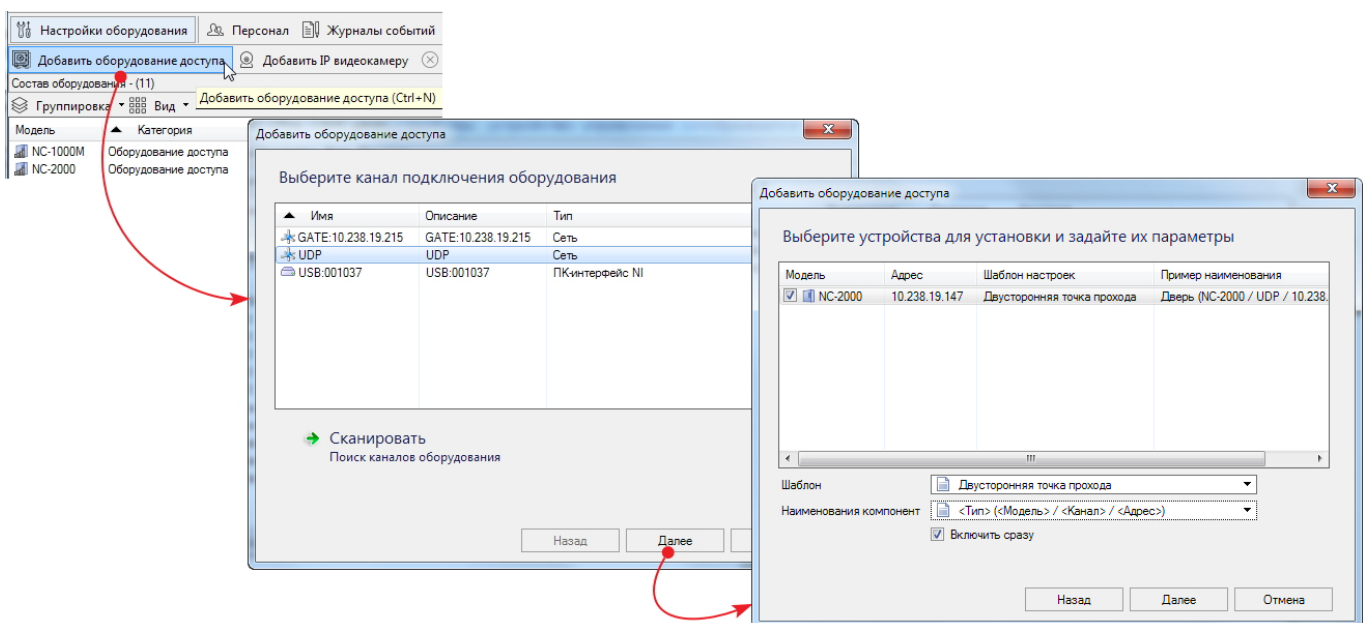 Настройки оборудования Персонал Журналы событий
Добавить оборудование доступа Добавить IP видеокамеру
Состав оборудования - (11)
Добавить оборудование доступа (Ctrl+N)
Группировка Вид
Модель Категория
NC-1000M Оборудование доступа
NC-2000 Оборудование доступа
Добавить оборудование доступа
Выберите канал подключения оборудования
Имя Описание Тип
GATE:10.238.19.215 GATE:10.238.19.215 Сеть
UDP UDP Сеть
USB:001037 USB:001037 ПК-интерфейс NI
Сканировать
Поиск каналов оборудования
Назад Далее
Добавить оборудование доступа
Выберите устройства для установки и задайте их параметры
Модель Адрес Шаблон настроек Пример наименования
NC-2000 10.238.19.147 Двусторонняя точка прохода Дверь (NC-2000 / UDP / 10.238.
Шаблон Двусторонняя точка прохода
Наименования компонент <Тип> (<Модель> / <Канал> / <Адрес>)
Включить сразу
Назад Далее Отмена